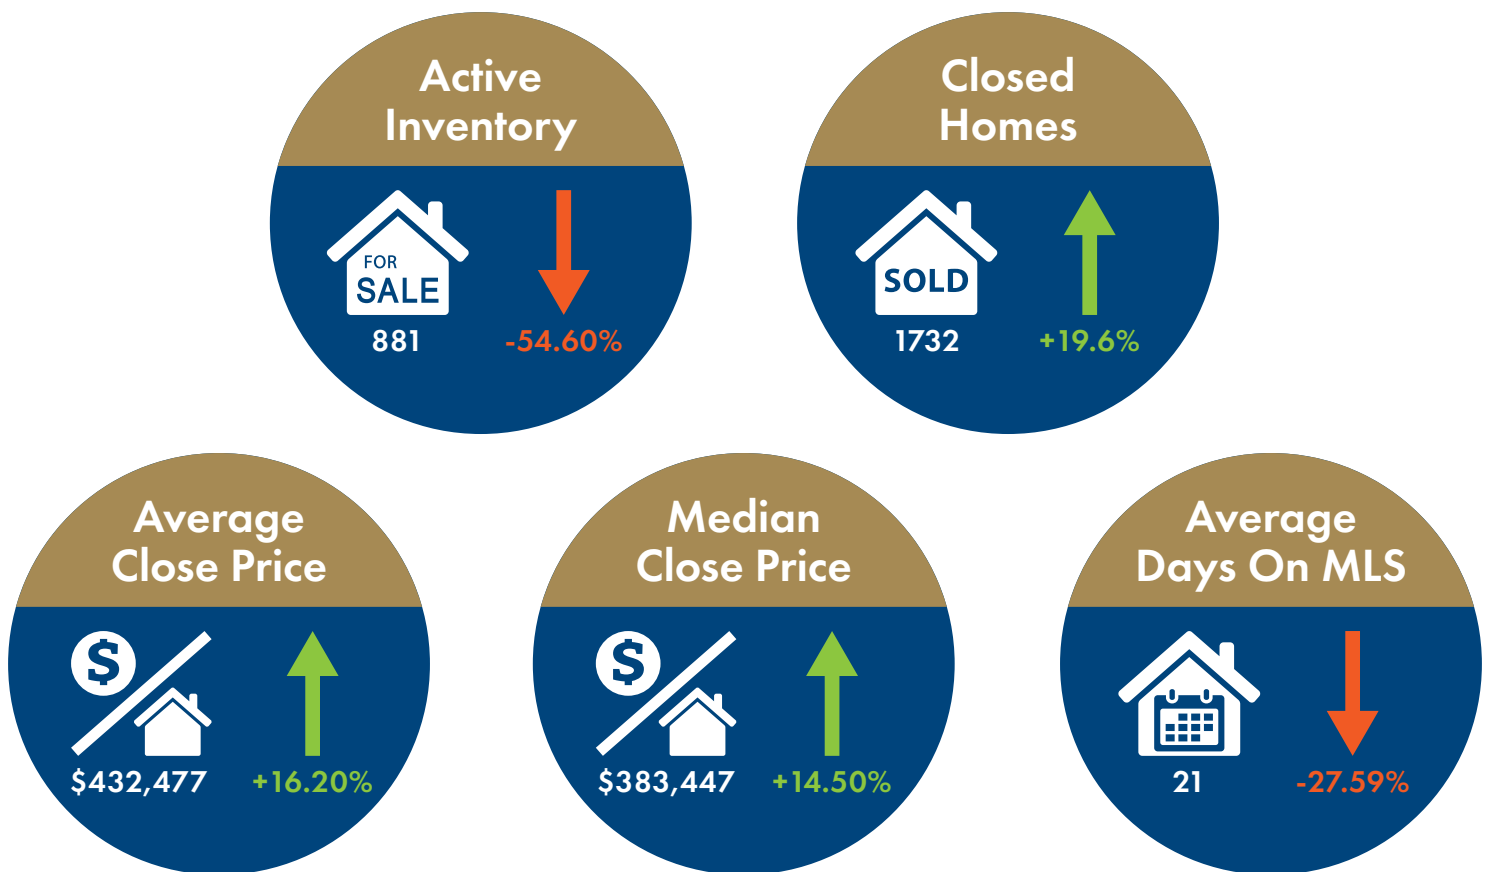 Active
Inventory
FOR
SALE
881
-54.60%
Closed
Homes
SOLD
1732
+19.6%
Average
Close Price
$
$432,477
+16.20%
Median
Close Price
$
$383,447
+14.50%
Average
Days On MLS
21
-27.59%